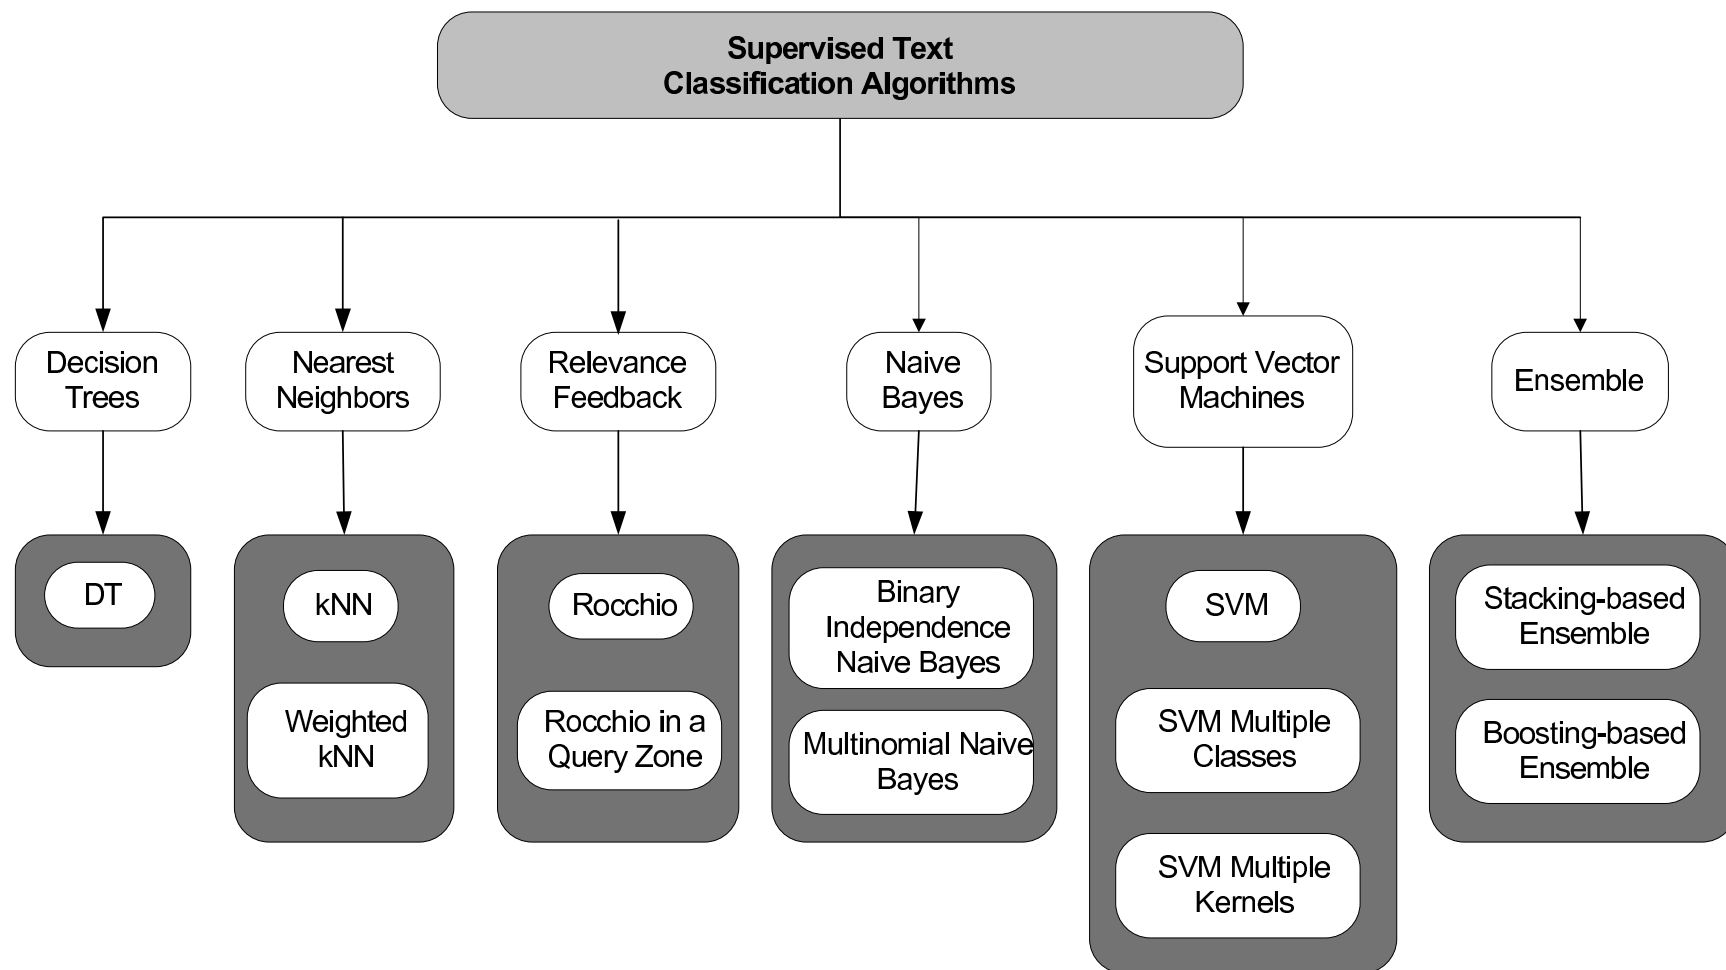 Supervised Text
Classification Algorithms
Decision
Trees
Nearest
Neighbors
Relevance
Feedback
Naive
Bayes
Support Vector
Machines
Ensemble
DT
kNN
Weighted
kNN
Rocchio
Rocchio in a
Query Zone
Binary
Independence
Naive Bayes
Multinomial Naive
Bayes
SVM
SVM Multiple
Classes
SVM Multiple
Kernels
Stacking-based
Ensemble
Boosting-based
Ensemble